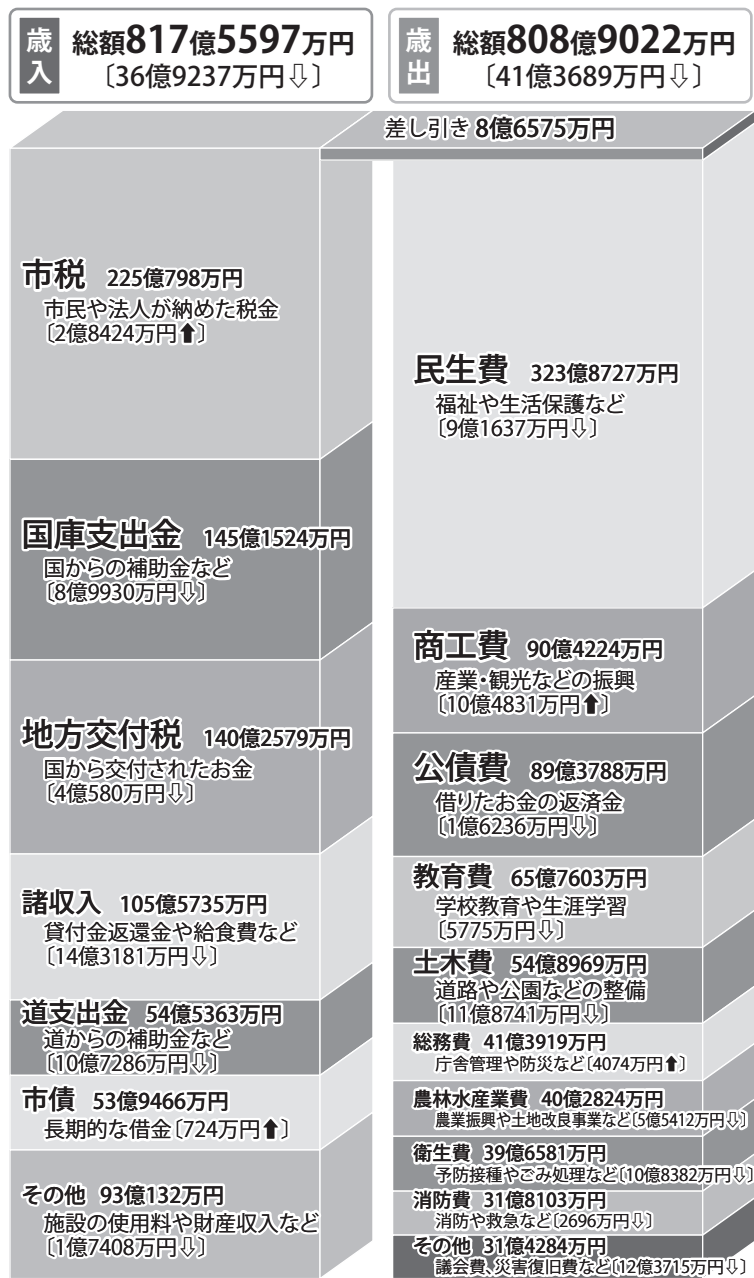 歳入
総額817億5597万円
〔36億9237万円⇩〕
歳出
総額808億9022万円
〔41億3689万円⇩〕
差し引き 8億6575万円
市税 225億798万円
市民や法人が納めた税金
〔2億8424万円⬆〕
国庫支出金 145億1524万円
国からの補助金など
〔8億9930万円⇩〕
地方交付税 140億2579万円
国から交付されたお金
〔4億580万円⇩〕
諸収入 105億5735万円
貸付金返還金や給食費など
〔14億3181万円⇩〕
道支出金 54億5363万円
道からの補助金など
〔10億7286万円⇩〕
市債 53億9466万円
長期的な借金〔724万円⬆〕
その他 93億132万円
施設の使用料や財産収入など
〔1億7408万円⇩〕
民生費 323億8727万円
福祉や生活保護など
〔9億1637万円⇩〕
商工費 90億4224万円
産業・観光などの振興
〔10億4831万円⬆〕
公債費 89億3788万円
借りたお金の返済金
〔1億6236万円⇩〕
教育費 65億7603万円
学校教育や生涯学習
〔5775万円⇩〕
土木費 54億8969万円
道路や公園などの整備
〔11億8741万円⇩〕
総務費 41億3919万円
庁舎管理や防災など〔4074万円⬆〕
農林水産業費 40億2824万円
農業振興や土地改良事業など〔5億5412万円⇩〕
衛生費 39億6581万円
予防接種やごみ処理など〔10億8382万円⇩〕
消防費 31億8103万円
消防や救急など〔2696万円⇩〕
その他 31億4284万円
議会費、災害復旧費など〔12億3715万円⇩〕